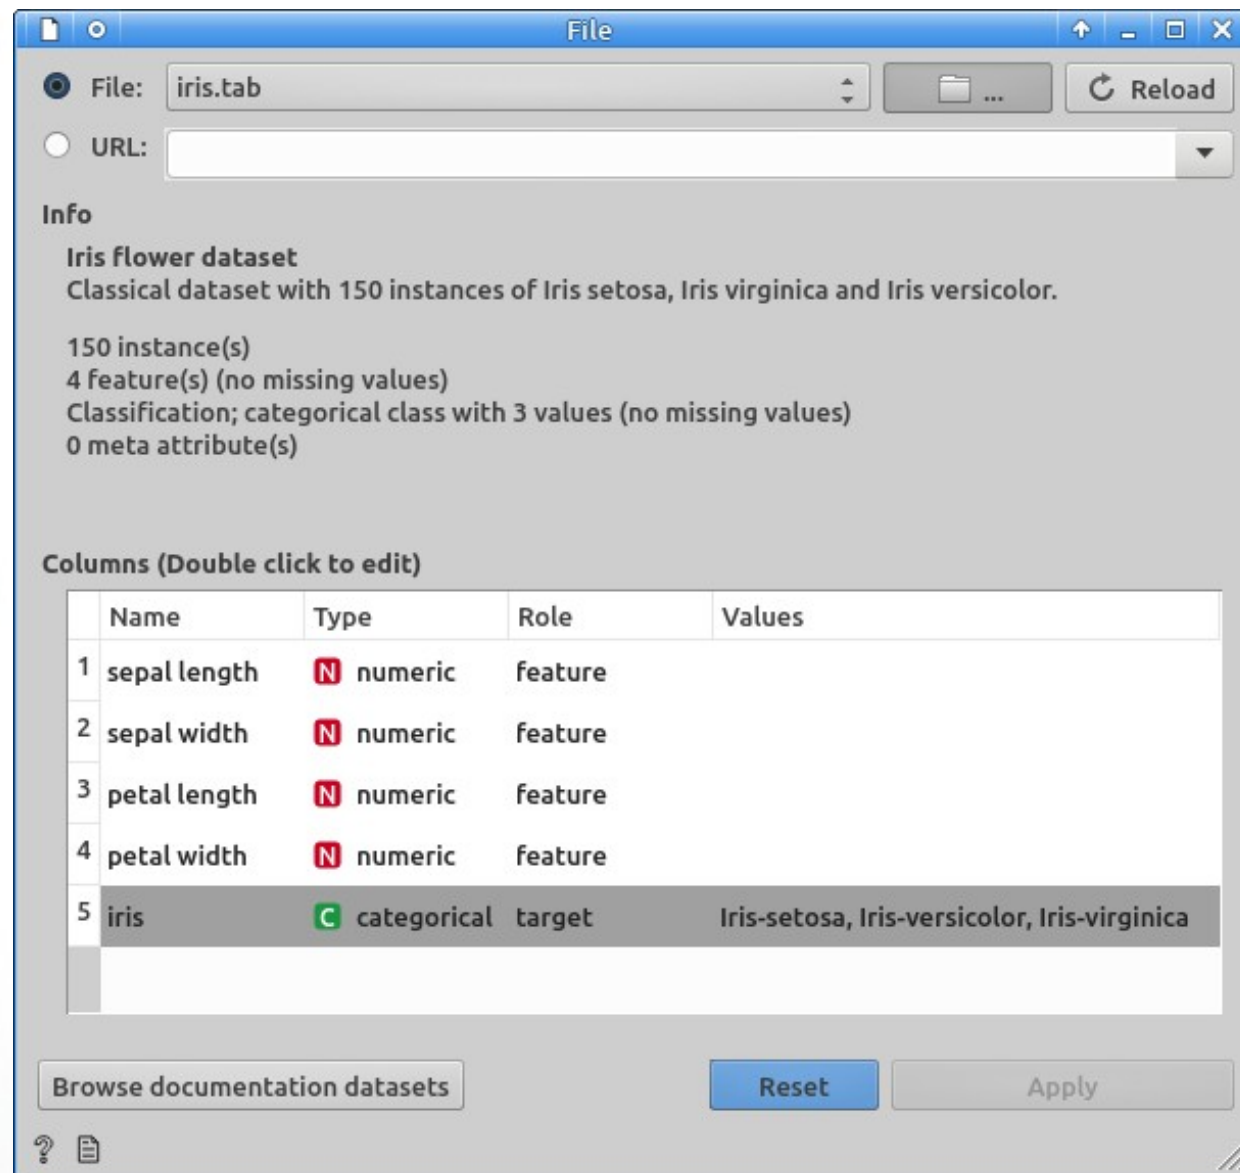 File
File: iris.tab ... Reload
URL:
Info
Iris flower dataset
Classical dataset with 150 instances of Iris setosa, Iris virginica and Iris versicolor.
150 instance(s)
4 feature(s) (no missing values)
Classification; categorical class with 3 values (no missing values)
0 meta attribute(s)
Columns (Double click to edit)
Name Type Role Values
1 sepal length N numeric feature
2 sepal width N numeric feature
3 petal length N numeric feature
4 petal width N numeric feature
5 iris C categorical target Iris-setosa, Iris-versicolor, Iris-virginica
Browse documentation datasets Reset Apply
?